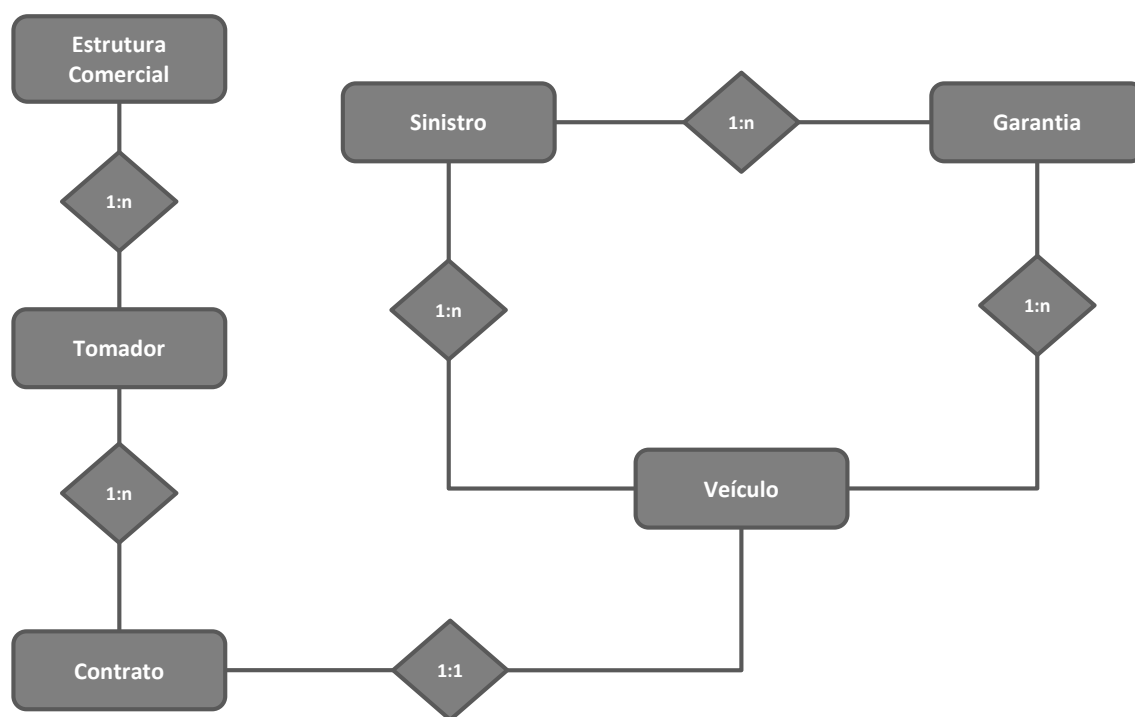 Estrutura
Comercial
Sinistro
1:n
Garantia
1:n
1:n
1:n
Tomador
Veículo
1:n
Contrato
1:1